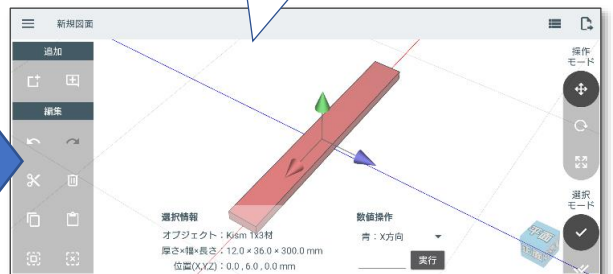 新規図面
追加
編集
操作
モード
選択
モード
選択情報
オブジェクト：Kism 1x3材
厚さ×幅×長さ：12.0 × 36.0 × 300.0 mm
位置(X,Y,Z)：0.0 , 6.0 , 0.0 mm
数値操作
青：X方向
実行
平面